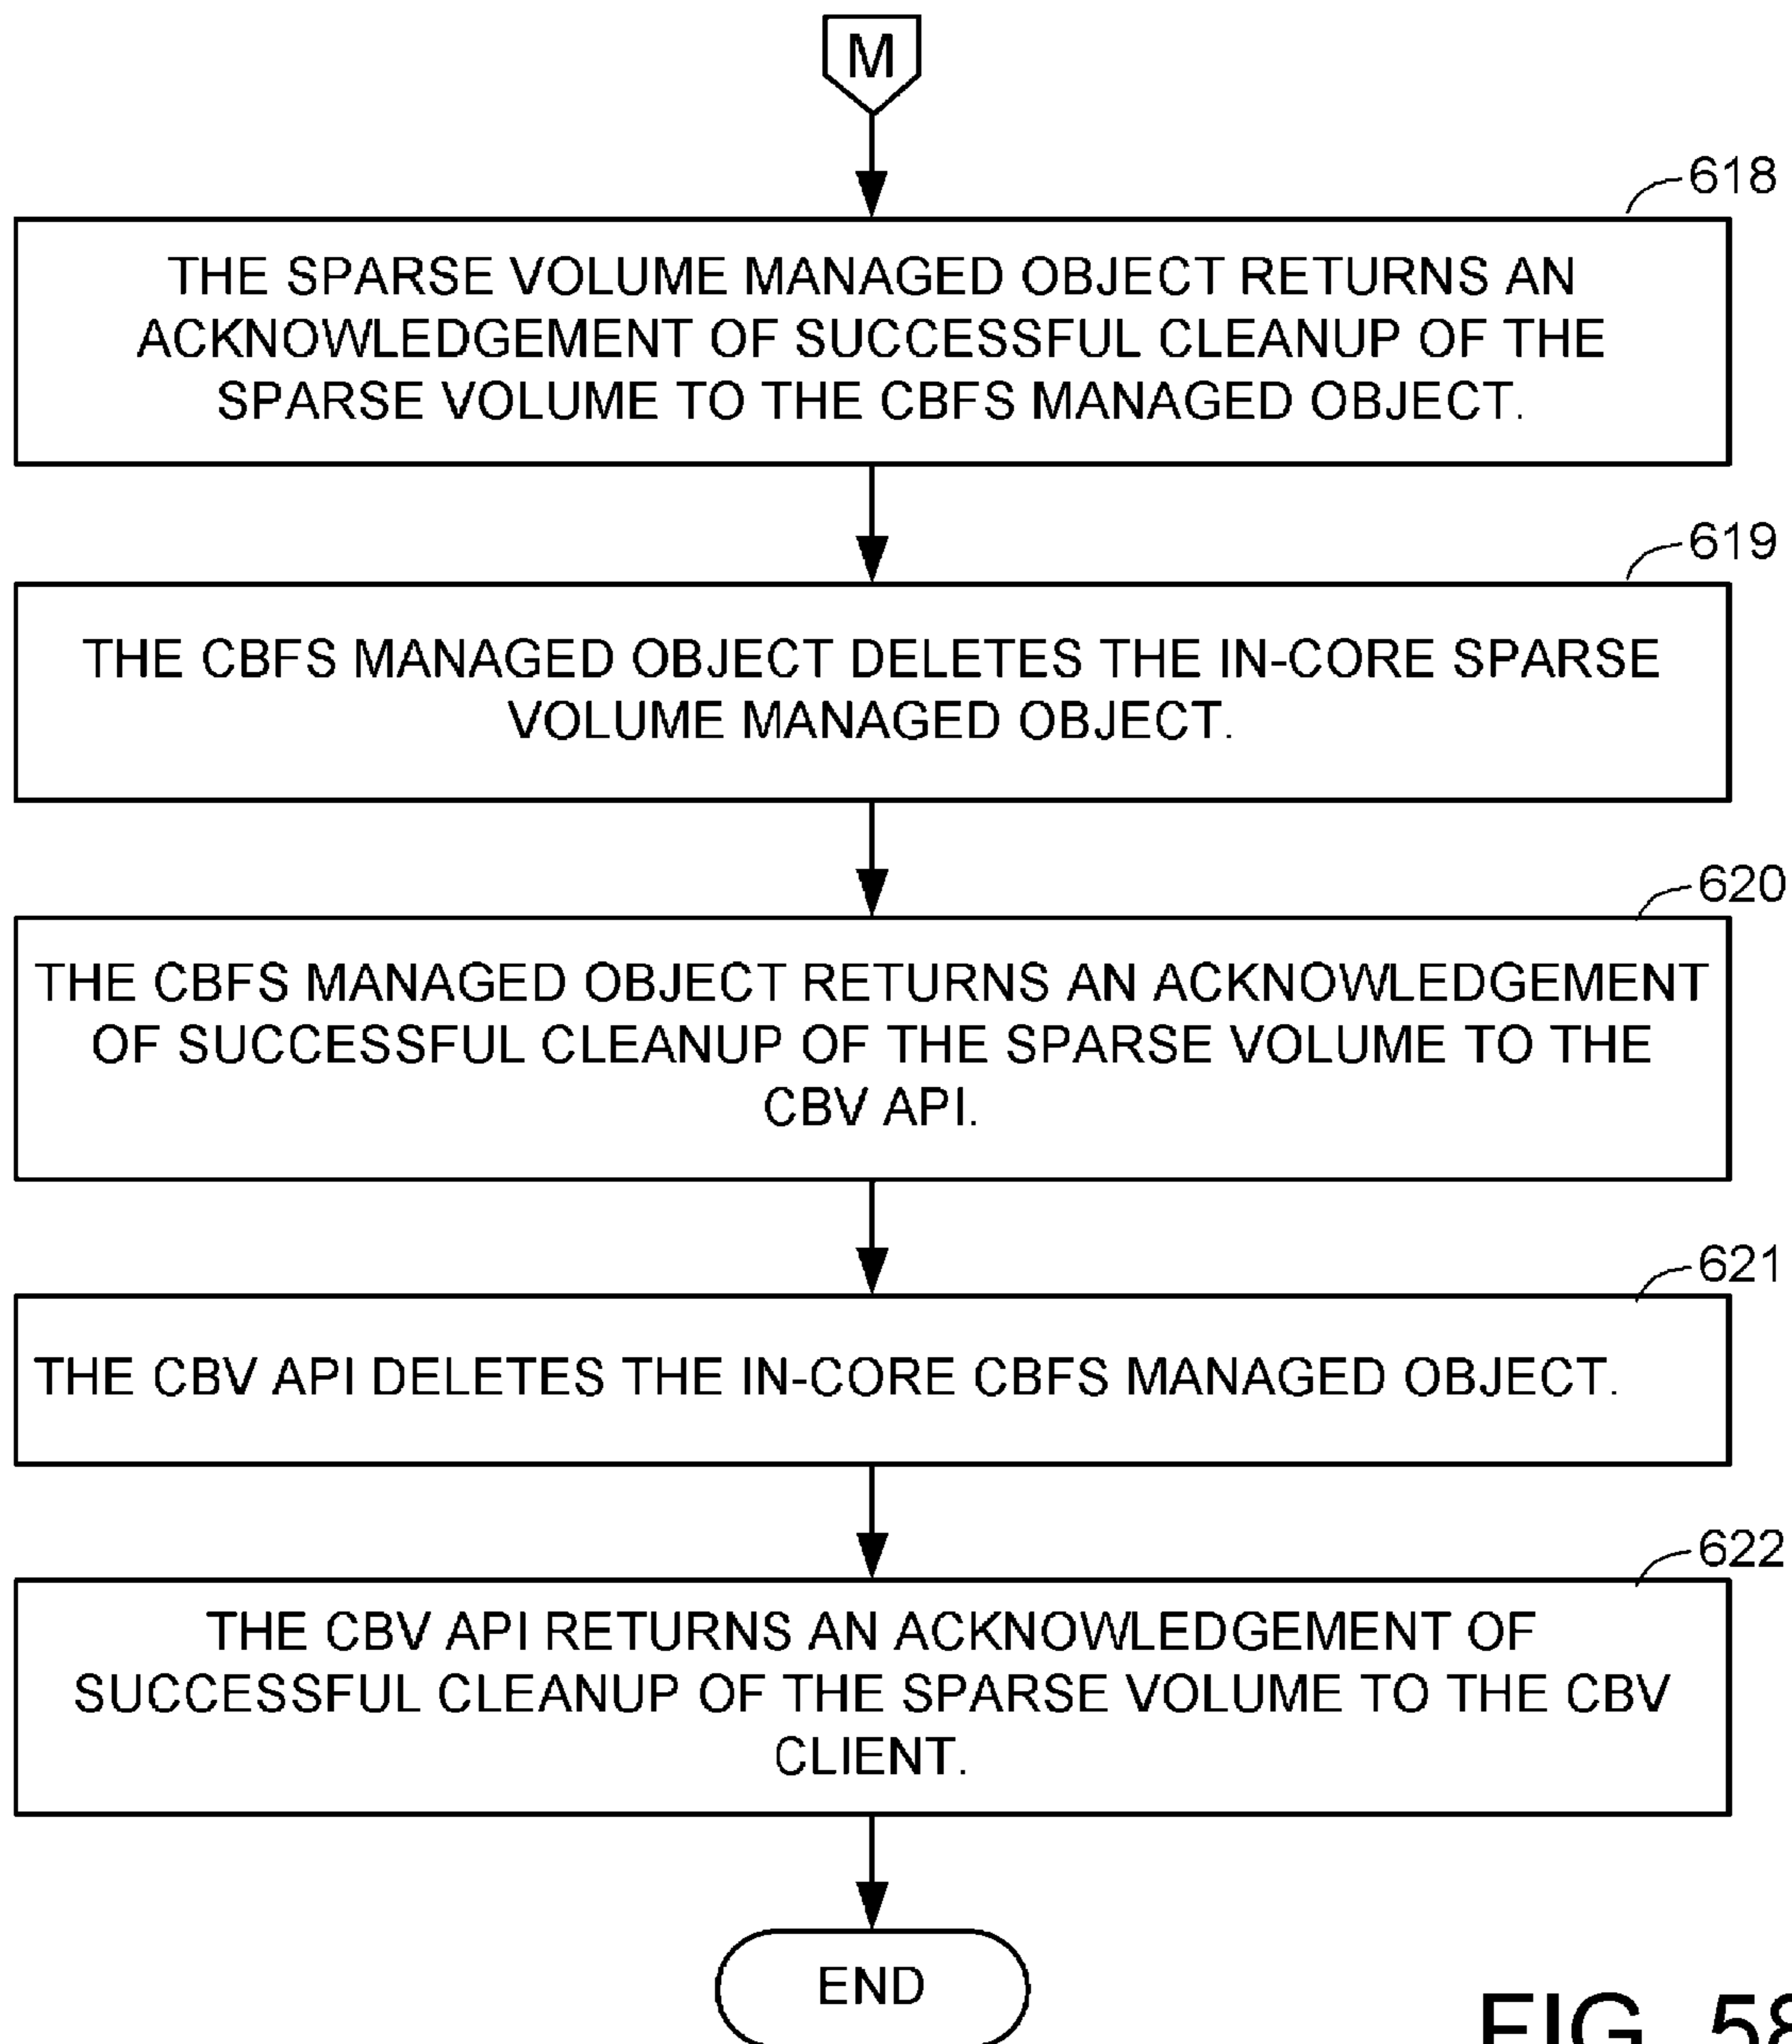 M
618
THE SPARSE VOLUME MANAGED OBJECT RETURNS AN
ACKNOWLEDGEMENT OF SUCCESSFUL CLEANUP OF THE
SPARSE VOLUME TO THE CBFS MANAGED OBJECT.
619
THE CBFS MANAGED OBJECT DELETES THE IN-CORE SPARSE
VOLUME MANAGED OBJECT.
620
THE CBFS MANAGED OBJECT RETURNS AN ACKNOWLEDGEMENT
OF SUCCESSFUL CLEANUP OF THE SPARSE VOLUME TO THE
CBV API.
621
THE CBV API DELETES THE IN-CORE CBFS MANAGED OBJECT.
622
THE CBV API RETURNS AN ACKNOWLEDGEMENT OF
SUCCESSFUL CLEANUP OF THE SPARSE VOLUME TO THE CBV
CLIENT.
END
FIG. 58